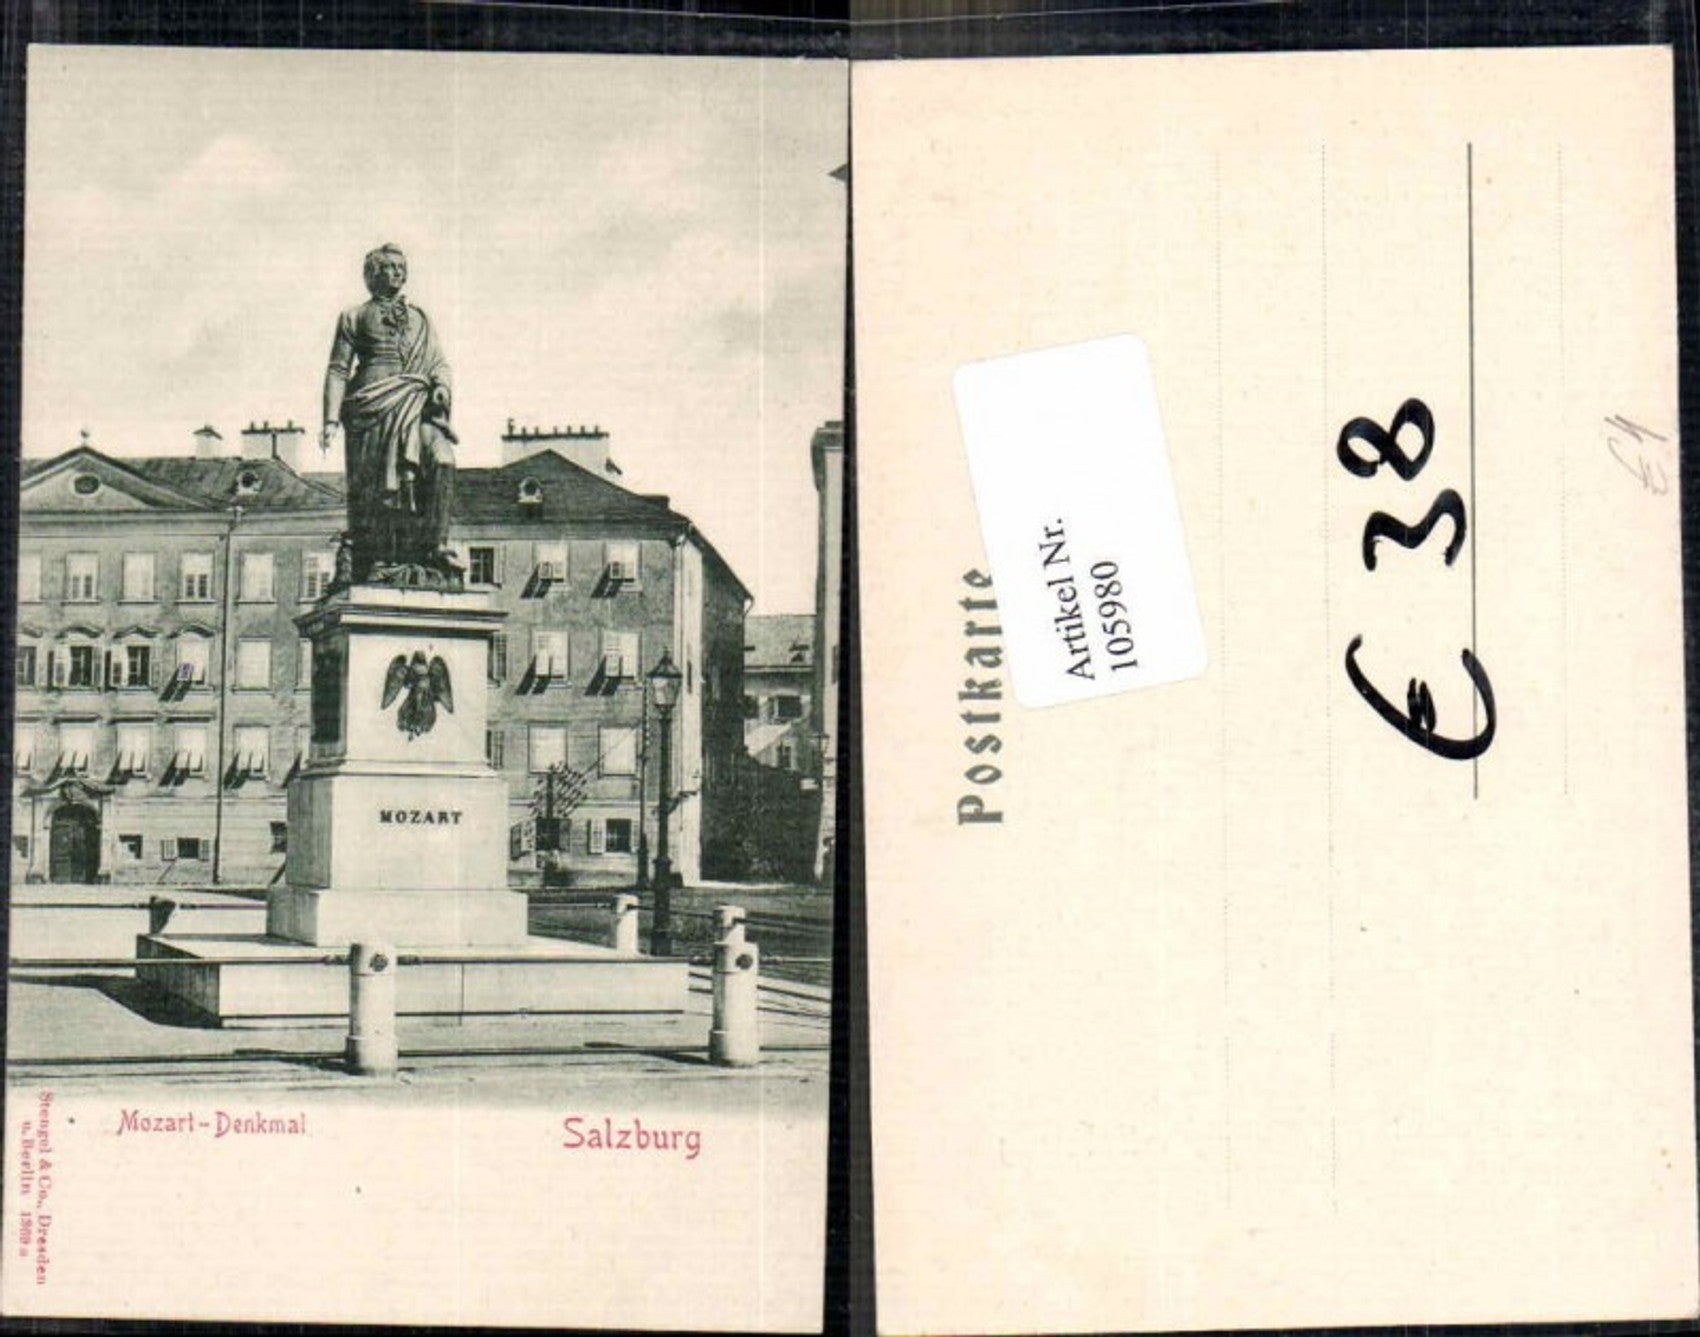 MOZART
Mozart-Denkmal
Salzburg
Stengel & Co., Dresden
u. Berlin
Postkarte
Artikel Nr.
105980
€ 38